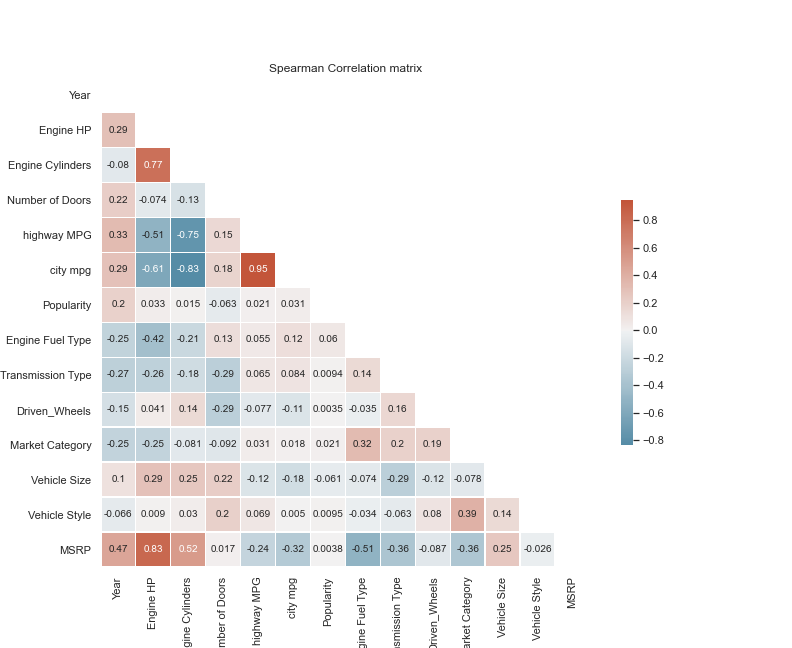 Spearman Correlation matrix
Year
Engine HP 0.29
Engine Cylinders -0.08 0.77
Number of Doors 0.22 -0.074 -0.13
highway MPG 0.33 -0.51 -0.75 0.15
city mpg 0.29 -0.61 -0.83 0.18 0.95
Popularity 0.2 0.033 0.015 -0.063 0.021 0.031
Engine Fuel Type -0.25 -0.42 -0.21 0.13 0.055 0.12 0.06
Transmission Type -0.27 -0.26 -0.18 -0.29 0.065 0.084 0.0094 0.14
Driven_Wheels -0.15 0.041 0.14 -0.29 -0.077 -0.11 0.0035 -0.035 0.16
Market Category -0.25 -0.25 -0.081 -0.092 0.031 0.018 0.021 0.32 0.2 0.19
Vehicle Size 0.1 0.29 0.25 0.22 -0.12 -0.18 -0.061 -0.074 -0.29 -0.12 -0.078
Vehicle Style -0.066 0.009 0.03 0.2 0.069 0.005 0.0095 -0.034 -0.063 0.08 0.39 0.14
MSRP 0.47 0.83 0.52 0.017 -0.24 -0.32 0.0038 -0.51 -0.36 -0.087 -0.36 0.25 -0.026
Year
Engine HP
gine Cylinders
mber of Doors
highway MPG
city mpg
Popularity
gine Fuel Type
nsmission Type
Driven_Wheels
arket Category
Vehicle Size
Vehicle Style
MSRP
0.8
0.6
0.4
0.2
0.0
−0.2
−0.4
−0.6
−0.8